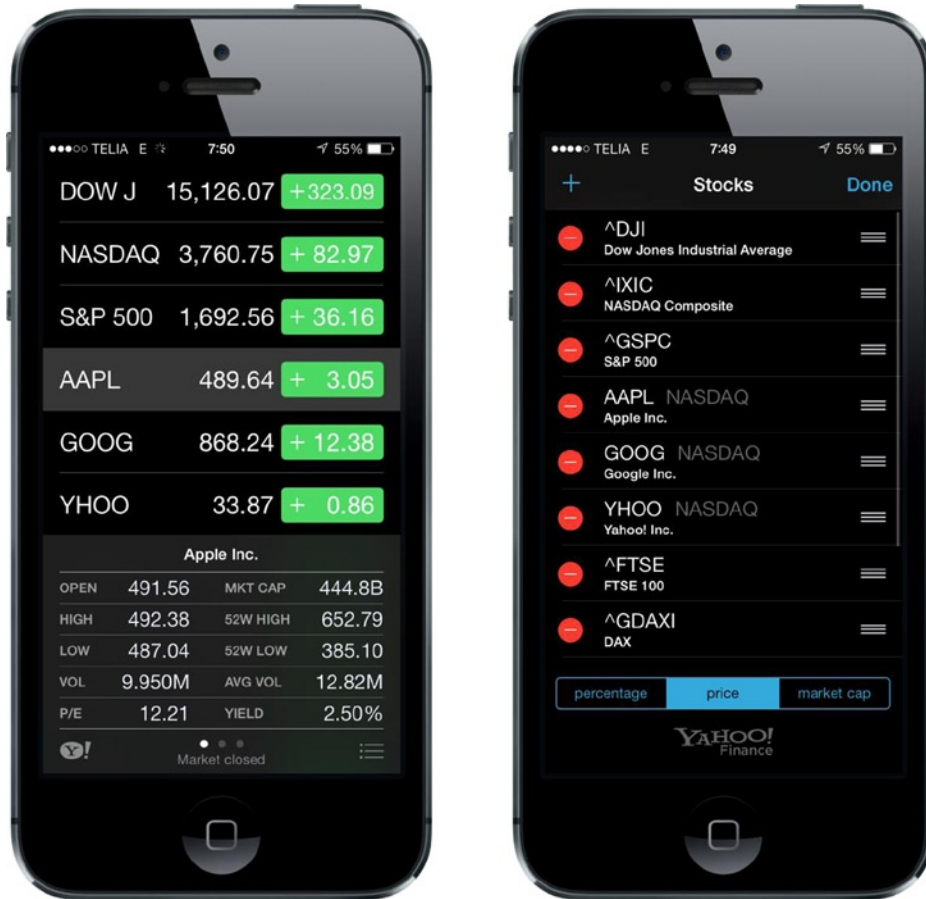 TELIA E 7:50 55%
DOW J 15,126.07 +323.09
NASDAQ 3,760.75 + 82.97
S&P 500 1,692.56 + 36.16
AAPL 489.64 + 3.05
GOOG 868.24 + 12.38
YHOO 33.87 + 0.86
Apple Inc.
OPEN 491.56 MKT CAP 444.8B
HIGH 492.38 52W HIGH 652.79
LOW 487.04 52W LOW 385.10
VOL 9.950M AVG VOL 12.82M
P/E 12.21 YIELD 2.50%
Y!
Market closed
TELIA E 7:49 55%
+ Stocks Done
^DJI
Dow Jones Industrial Average
^IXIC
NASDAQ Composite
^GSPC
S&P 500
AAPL NASDAQ
Apple Inc.
GOOG NASDAQ
Google Inc.
YHOO NASDAQ
Yahoo! Inc.
^FTSE
FTSE 100
^GDAXI
DAX
percentage price market cap
YAHOO!
Finance